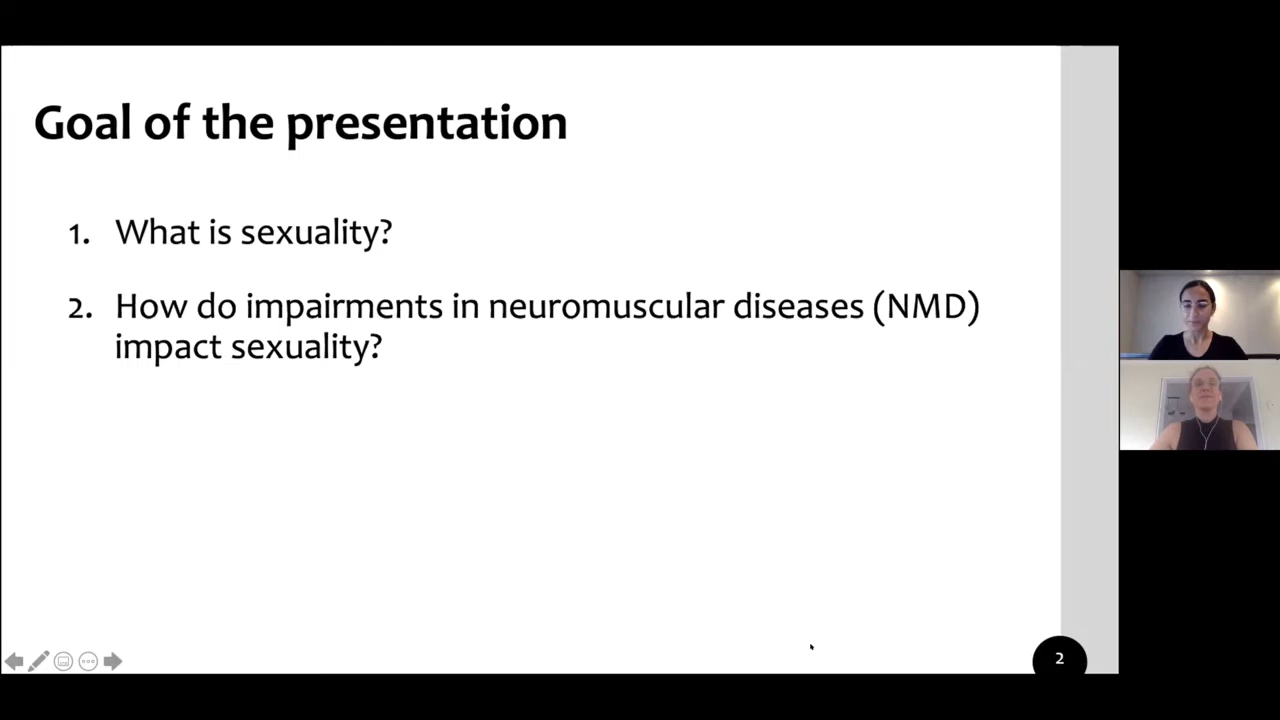 Goal of the presentation
1. What is sexuality?
2. How do impairments in neuromuscular diseases (NMD)
impact sexuality?
2